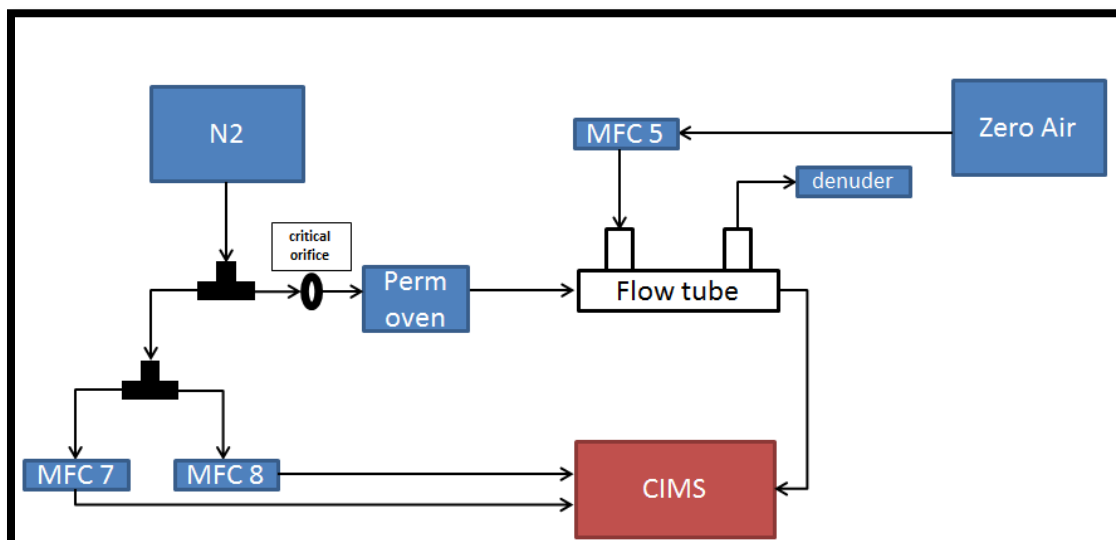 N2
MFC 5
Zero Air
denuder
critical
orifice
Perm
oven
Flow tube
MFC 7
MFC 8
CIMS